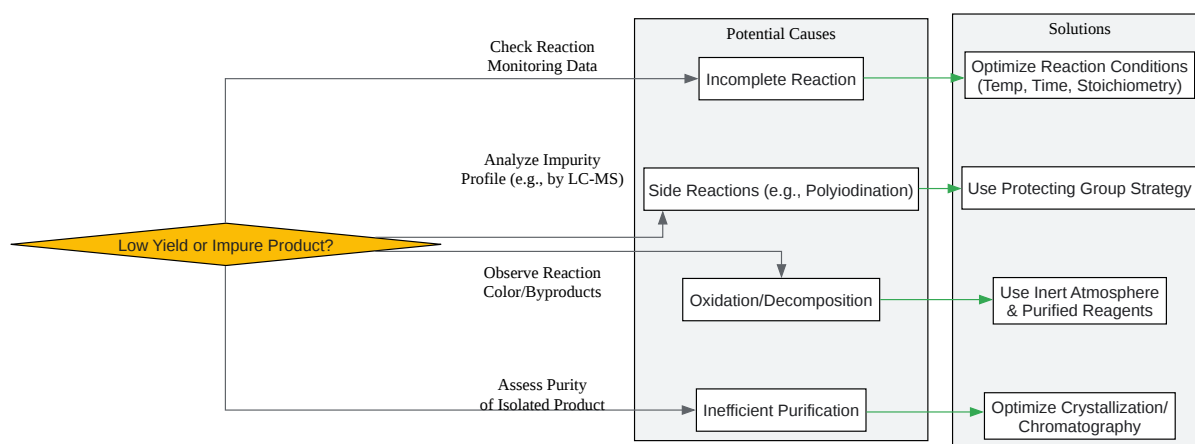 Potential Causes
Solutions
Check Reaction
Monitoring Data
Incomplete Reaction
Optimize Reaction Conditions
(Temp, Time, Stoichiometry)
Analyze Impurity
Profile (e.g., by LC-MS)
Side Reactions (e.g., Polyiodination)
Use Protecting Group Strategy
Low Yield or Impure Product?
Observe Reaction
Color/Byproducts
Oxidation/Decomposition
Use Inert Atmosphere
& Purified Reagents
Assess Purity
of Isolated Product
Inefficient Purification
Optimize Crystallization/
Chromatography